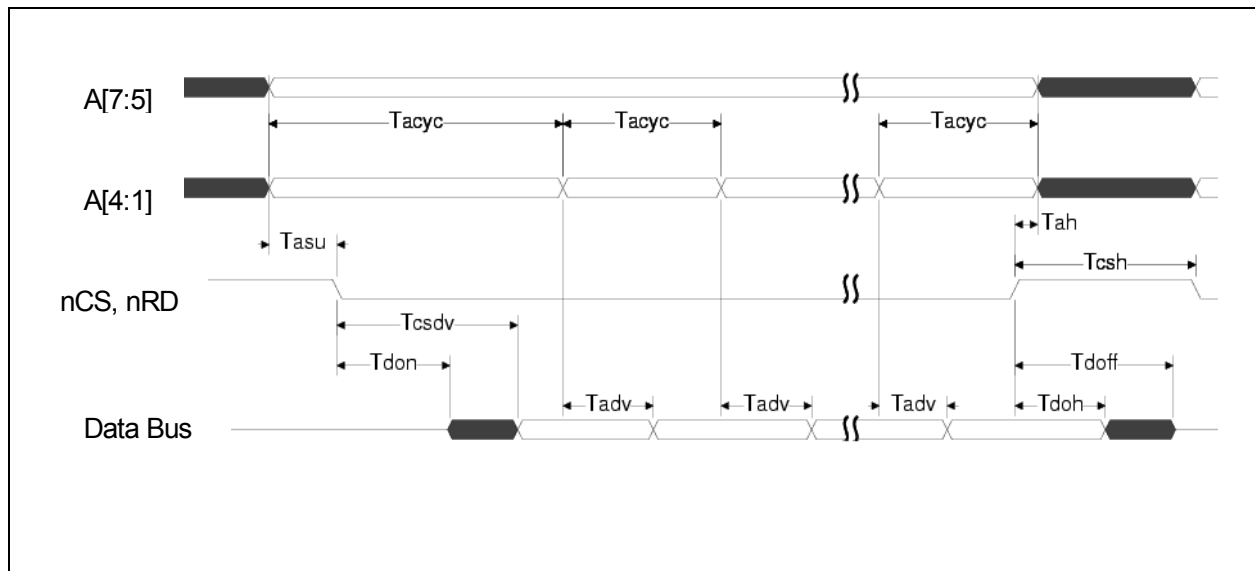 A[7:5]
Tacyc Tacyc Tacyc
A[4:1]
Tah
Tasu
Tcsh
nCS, nRD
Tcsdv
Tdon Tdoff
Tadv Tadv Tadv Tdoh
Data Bus